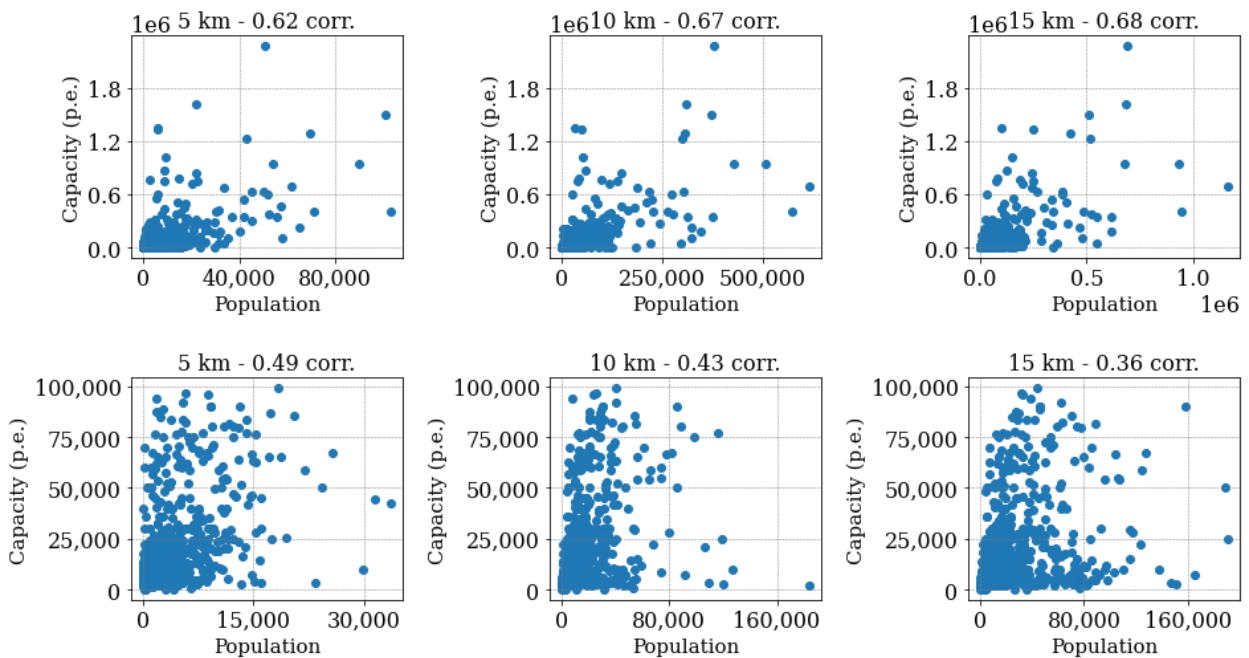 1e6 5 km - 0.62 corr.
Capacity (p.e.)
1.8
1.2
0.6
0.0
0 40,000 80,000
Population
1e6 10 km - 0.67 corr.
Capacity (p.e.)
1.8
1.2
0.6
0.0
0 250,000 500,000
Population
1e6 15 km - 0.68 corr.
Capacity (p.e.)
1.8
1.2
0.6
0.0
0.0 0.5 1.0
Population 1e6
5 km - 0.49 corr.
Capacity (p.e.)
100,000
75,000
50,000
25,000
0
0 15,000 30,000
Population
10 km - 0.43 corr.
Capacity (p.e.)
100,000
75,000
50,000
25,000
0
0 80,000 160,000
Population
15 km - 0.36 corr.
Capacity (p.e.)
100,000
75,000
50,000
25,000
0
0 80,000 160,000
Population